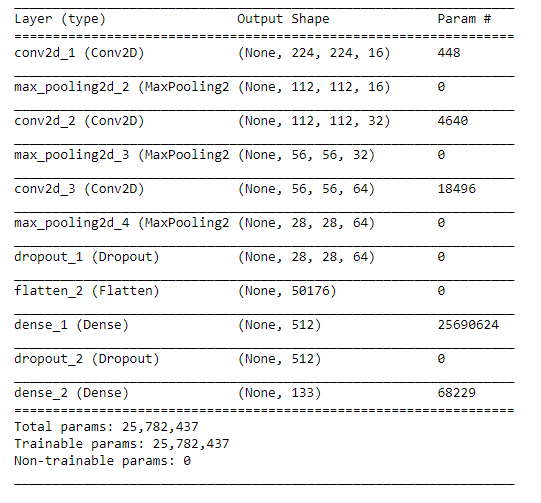 Layer (type) Output Shape Param #
conv2d_1 (Conv2D) (None, 224, 224, 16) 448
max_pooling2d_2 (MaxPooling2 (None, 112, 112, 16) 0
conv2d_2 (Conv2D) (None, 112, 112, 32) 4640
max_pooling2d_3 (MaxPooling2 (None, 56, 56, 32) 0
conv2d_3 (Conv2D) (None, 56, 56, 64) 18496
max_pooling2d_4 (MaxPooling2 (None, 28, 28, 64) 0
dropout_1 (Dropout) (None, 28, 28, 64) 0
flatten_2 (Flatten) (None, 50176) 0
dense_1 (Dense) (None, 512) 25690624
dropout_2 (Dropout) (None, 512) 0
dense_2 (Dense) (None, 133) 68229
Total params: 25,782,437
Trainable params: 25,782,437
Non-trainable params: 0